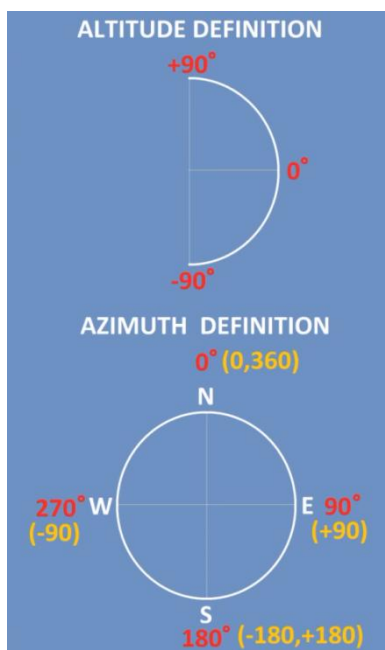 ALTITUDE DEFINITION
+90°
0°
-90°
AZIMUTH DEFINITION
0° (0,360)
N
270° W E 90°
(-90) (+90)
S
180° (-180,+180)